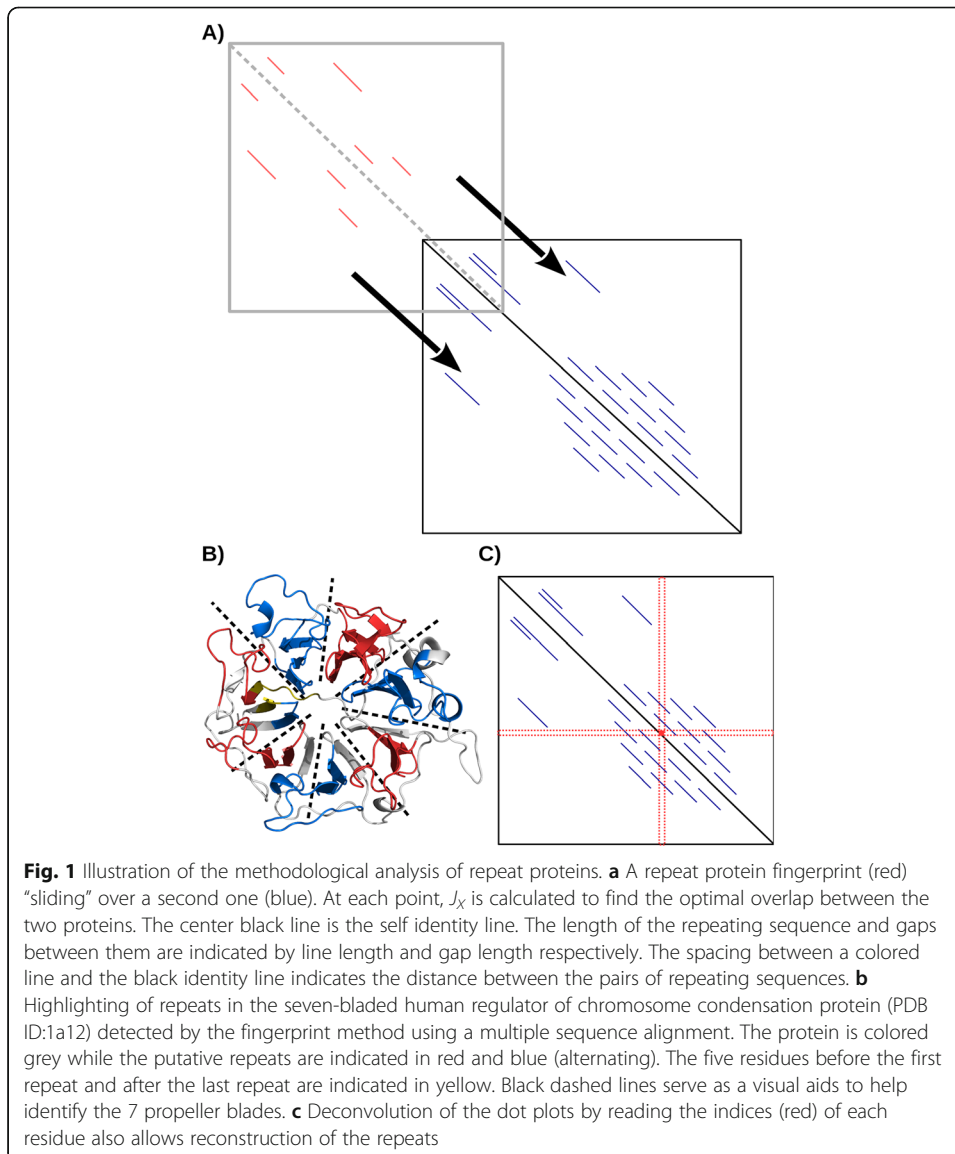 A)
B)
C)
Fig. 1 Illustration of the methodological analysis of repeat proteins. a A repeat protein fingerprint (red)
“sliding” over a second one (blue). At each point, JX is calculated to find the optimal overlap between the
two proteins. The center black line is the self identity line. The length of the repeating sequence and gaps
between them are indicated by line length and gap length respectively. The spacing between a colored
line and the black identity line indicates the distance between the pairs of repeating sequences. b
Highlighting of repeats in the seven-bladed human regulator of chromosome condensation protein (PDB
ID:1a12) detected by the fingerprint method using a multiple sequence alignment. The protein is colored
grey while the putative repeats are indicated in red and blue (alternating). The five residues before the first
repeat and after the last repeat are indicated in yellow. Black dashed lines serve as a visual aids to help
identify the 7 propeller blades. c Deconvolution of the dot plots by reading the indices (red) of each
residue also allows reconstruction of the repeats